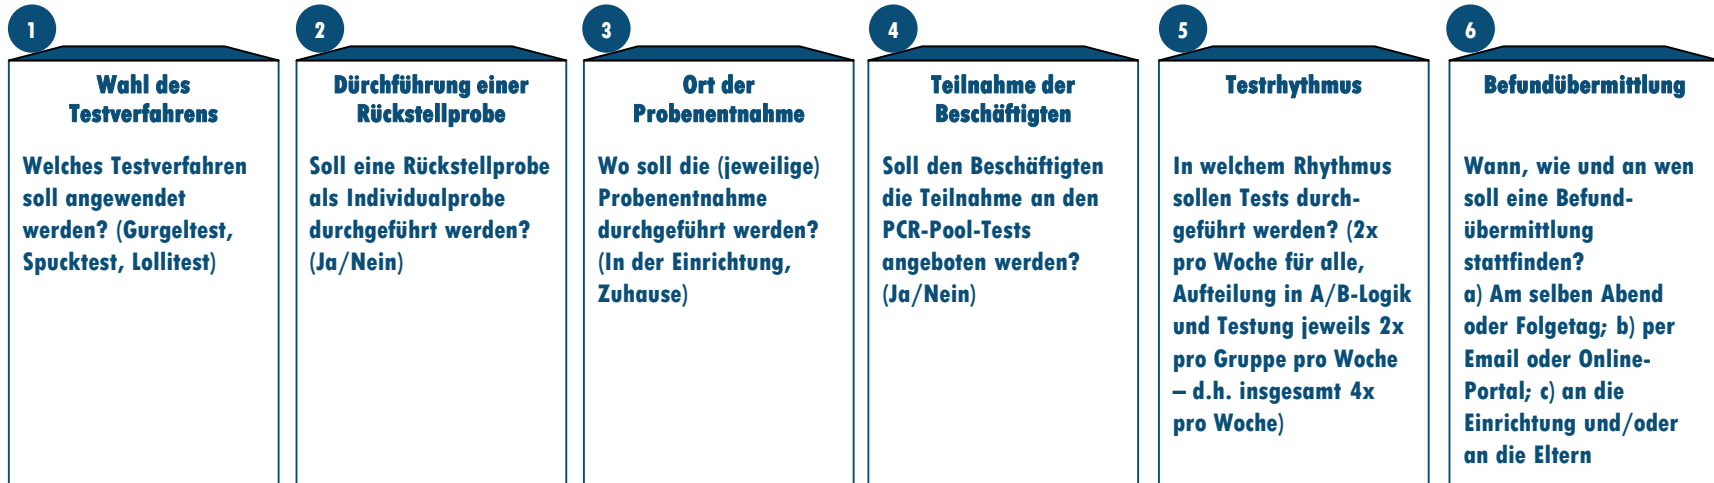 1
Wahl des
Testverfahrens
Welches Testverfahren
soll angewendet
werden? (Gurgeltest,
Spucktest, Lollitest)
2
Dürchführung einer
Rückstellprobe
Soll eine Rückstellprobe
als Individualprobe
durchgeführt werden?
(Ja/Nein)
3
Ort der
Probenentnahme
Wo soll die (jeweilige)
Probenentnahme
durchgeführt werden?
(In der Einrichtung,
Zuhause)
4
Teilnahme der
Beschäftigten
Soll den Beschäftigten
die Teilnahme an den
PCR-Pool-Tests
angeboten werden?
(Ja/Nein)
5
Testrhythmus
In welchem Rhythmus
sollen Tests durch-
geführt werden? (2x
pro Woche für alle,
Aufteilung in A/B-Logik
und Testung jeweils 2x
pro Gruppe pro Woche
– d.h. insgesamt 4x
pro Woche)
6
Befundübermittlung
Wann, wie und an wen
soll eine Befund-
übermittlung
stattfinden?
a) Am selben Abend
oder Folgetag; b) per
Email oder Online-
Portal; c) an die
Einrichtung und/oder
an die Eltern